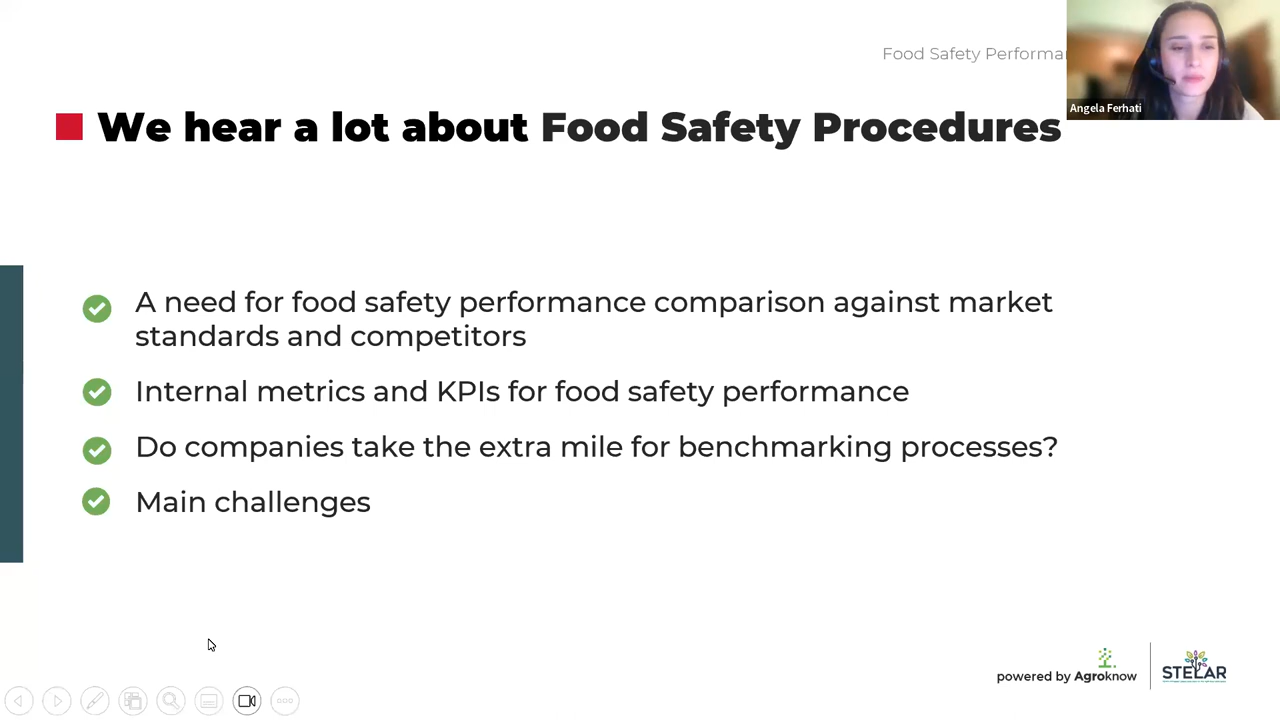 Food Safety Performa
Angela Ferhati
We hear a lot about Food Safety Procedures
A need for food safety performance comparison against market
standards and competitors
Internal metrics and KPIs for food safety performance
Do companies take the extra mile for benchmarking processes?
Main challenges
powered by Agroknow
STELAR